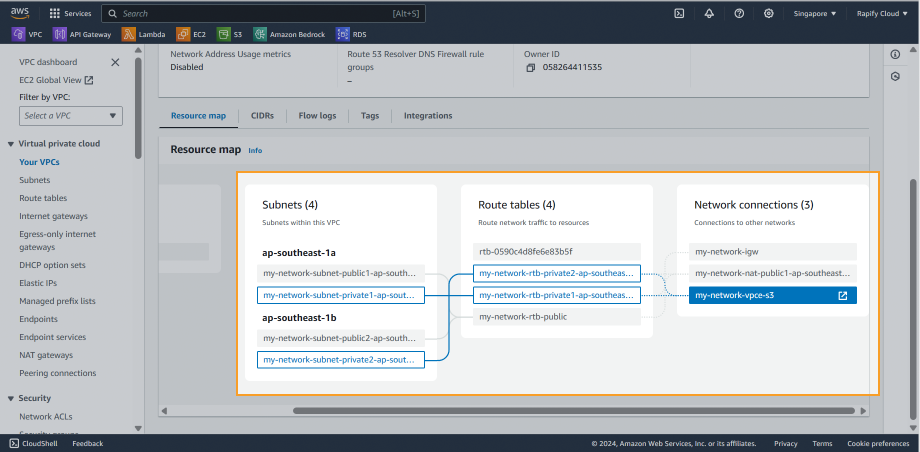 aws
Services
Search
[Alt+S]
Singapore
Rapify Cloud
VPC
API Gateway
Lambda
EC2
S3
Amazon Bedrock
RDS
VPC dashboard
EC2 Global View
Filter by VPC:
Select a VPC
Virtual private cloud
Your VPCs
Subnets
Route tables
Internet gateways
Egress-only internet
gateways
DHCP option sets
Elastic IPs
Managed prefix lists
Endpoints
Endpoint services
NAT gateways
Peering connections
Security
Network ACLs
Network Address Usage metrics
Disabled
Route 53 Resolver DNS Firewall rule
groups
–
Owner ID
058264411535
Resource map
CIDRs
Flow logs
Tags
Integrations
Resource map
Info
Subnets (4)
Subnets within this VPC
ap-southeast-1a
my-network-subnet-public1-ap-south...
my-network-subnet-private1-ap-sout...
ap-southeast-1b
my-network-subnet-public2-ap-south...
my-network-subnet-private2-ap-sout...
Route tables (4)
Route network traffic to resources
rtb-0590c4d8fe6e83b5f
my-network-rtb-private2-ap-southeas...
my-network-rtb-private1-ap-southeas...
my-network-rtb-public
Network connections (3)
Connections to other networks
my-network-igw
my-network-nat-public1-ap-southeast...
my-network-vpce-s3
CloudShell
Feedback
© 2024, Amazon Web Services, Inc. or its affiliates.
Privacy
Terms
Cookie preferences